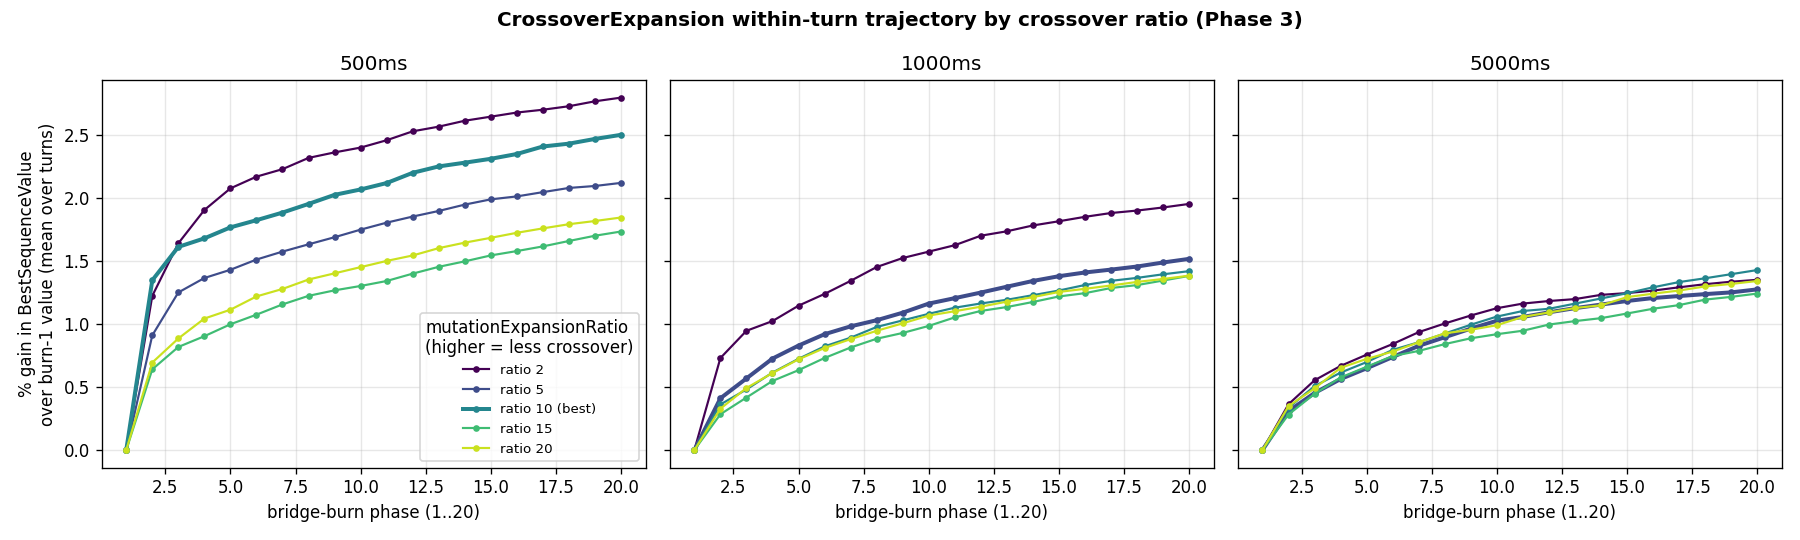 CrossoverExpansion within-turn trajectory by crossover ratio (Phase 3)
500ms
1000ms
5000ms
% gain in BestSequenceValue
over burn-1 value (mean over turns)
2.5
2.0
1.5
1.0
0.5
0.0
mutationExpansionRatio
(higher = less crossover)
ratio 2
ratio 5
ratio 10 (best)
ratio 15
ratio 20
2.5 5.0 7.5 10.0 12.5 15.0 17.5 20.0
2.5 5.0 7.5 10.0 12.5 15.0 17.5 20.0
2.5 5.0 7.5 10.0 12.5 15.0 17.5 20.0
bridge-burn phase (1..20)
bridge-burn phase (1..20)
bridge-burn phase (1..20)